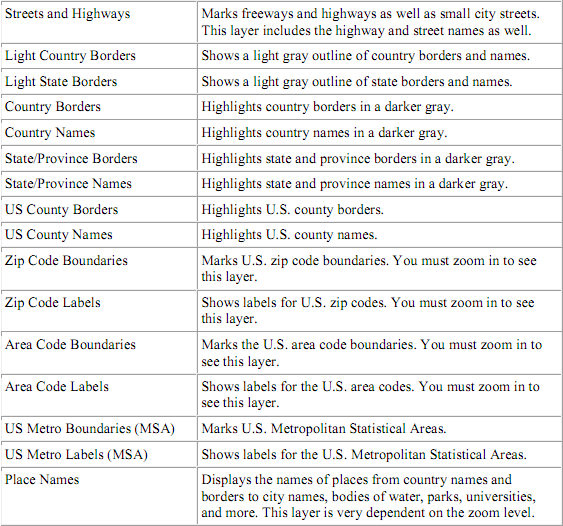 Streets and Highways
Marks freeways and highways as well as small city streets.
This layer includes the highway and street names as well.
Light Country Borders
Shows a light gray outline of country borders and names.
Light State Borders
Shows a light gray outline of state borders and names.
Country Borders
Highlights country borders in a darker gray.
Country Names
Highlights country names in a darker gray.
State/Province Borders
Highlights state and province borders in a darker gray.
State/Province Names
Highlights state and province names in a darker gray.
US County Borders
Highlights U.S. county borders.
US County Names
Highlights U.S. county names.
Zip Code Boundaries
Marks U.S. zip code boundaries. You must zoom in to see
this layer.
Zip Code Labels
Shows labels for U.S. zip codes. You must zoom in to see
this layer.
Area Code Boundaries
Marks the U.S. area code boundaries. You must zoom in to
see this layer.
Area Code Labels
Shows labels for the U.S. area codes. You must zoom in to
see this layer.
US Metro Boundaries (MSA)
Marks U.S. Metropolitan Statistical Areas.
US Metro Labels (MSA)
Shows labels for the U.S. Metropolitan Statistical Areas.
Place Names
Displays the names of places from country names and
borders to city names, bodies of water, parks, universities,
and more. This layer is very dependent on the zoom level.